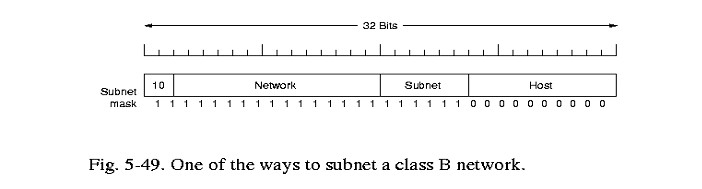 32 Bits
10 Network Subnet Host
Subnet
mask 1 1 1 1 1 1 1 1 1 1 1 1 1 1 1 1 1 1 1 1 1 1 0 0 0 0 0 0 0 0 0 0
Fig. 5-49. One of the ways to subnet a class B network.